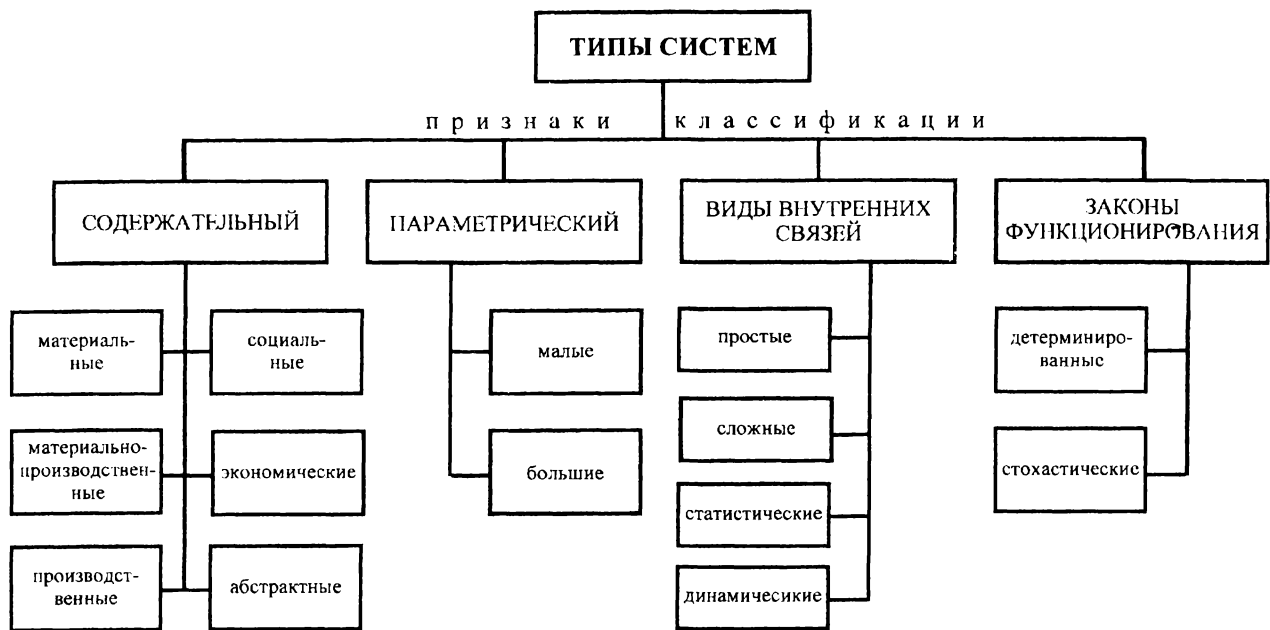 ТИПЫ СИСТЕМ
признаки классификации
СОДЕРЖАТЕЛЬНЫЙ
ПАРАМЕТРИЧЕСКИЙ
ВИДЫ ВНУТРЕННИХ
СВЯЗЕЙ
ЗАКОНЫ
ФУНКЦИОНИРОВАНИЯ
материаль-
ные
социаль-
ные
материально-
производствен-
ные
экономические
производст-
венные
абстрактные
малые
большие
простые
сложные
статистические
динамичесикие
детерминиро-
ванные
стохастические